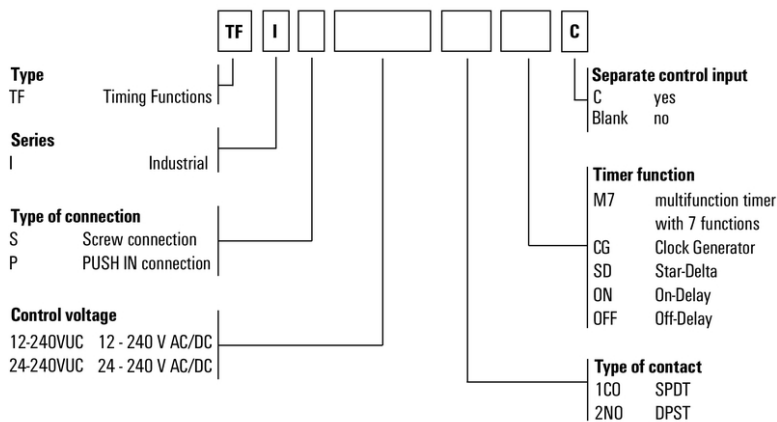 TF I C
Type
TF Timing Functions
Series
I Industrial
Type of connection
S Screw connection
P PUSH IN connection
Control voltage
12-240VUC 12 - 240 V AC/DC
24-240VUC 24 - 240 V AC/DC
Separate control input
C yes
Blank no
Timer function
M7 multifunction timer
with 7 functions
CG Clock Generator
SD Star-Delta
ON On-Delay
OFF Off-Delay
Type of contact
1CO SPDT
2NO DPST